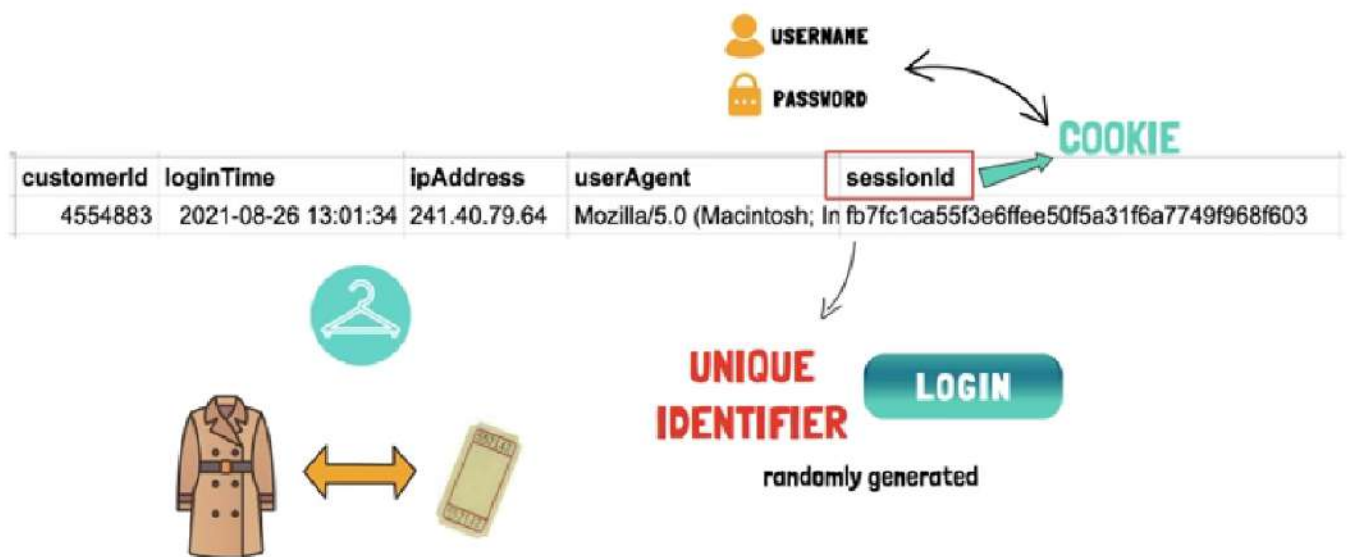 USERNAME
PASSWORD
COOKIE
customerId loginTime ipAddress userAgent sessionId
4554883 2021-08-26 13:01:34 241.40.79.64 Mozilla/5.0 (Macintosh; In fb7fc1ca55f3e6ffee50f5a31f6a7749f968f603
UNIQUE
IDENTIFIER
LOGIN
randomly generated